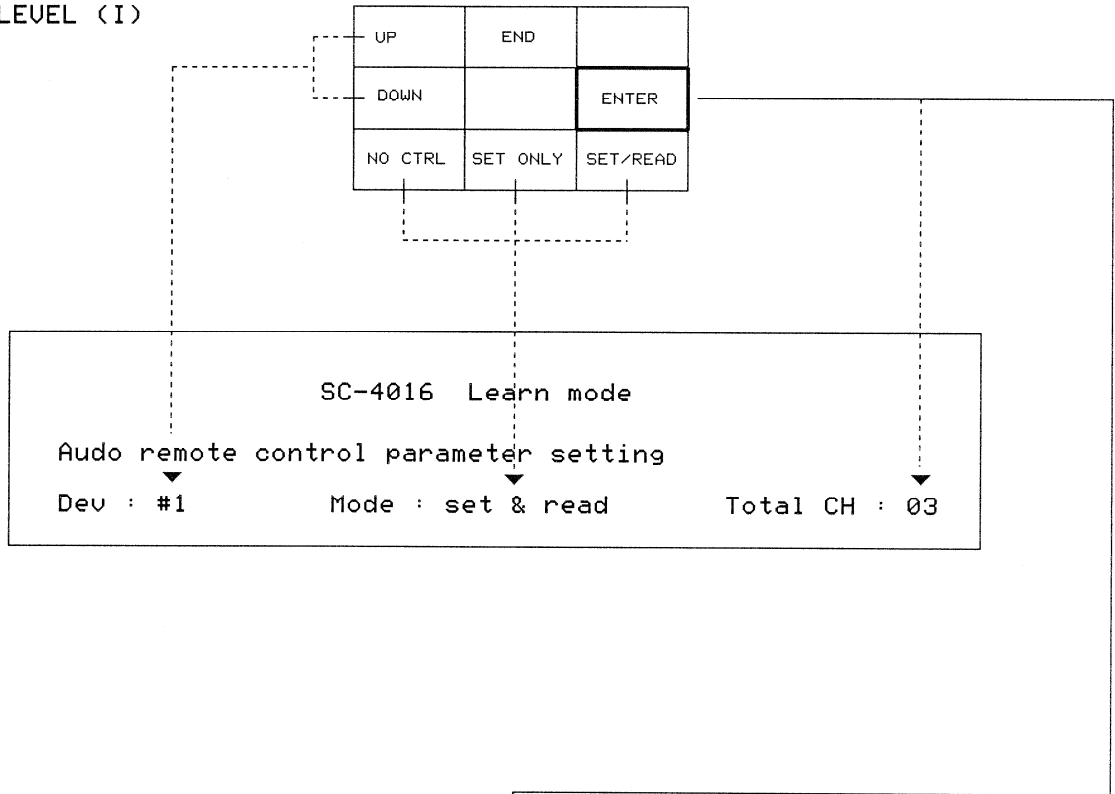 LEVEL (I)
UP END
DOWN ENTER
NO CTRL SET ONLY SET/READ
SC-4016 Learn mode
Audo remote control parameter setting
Dev : #1 Mode : set & read Total CH : 03